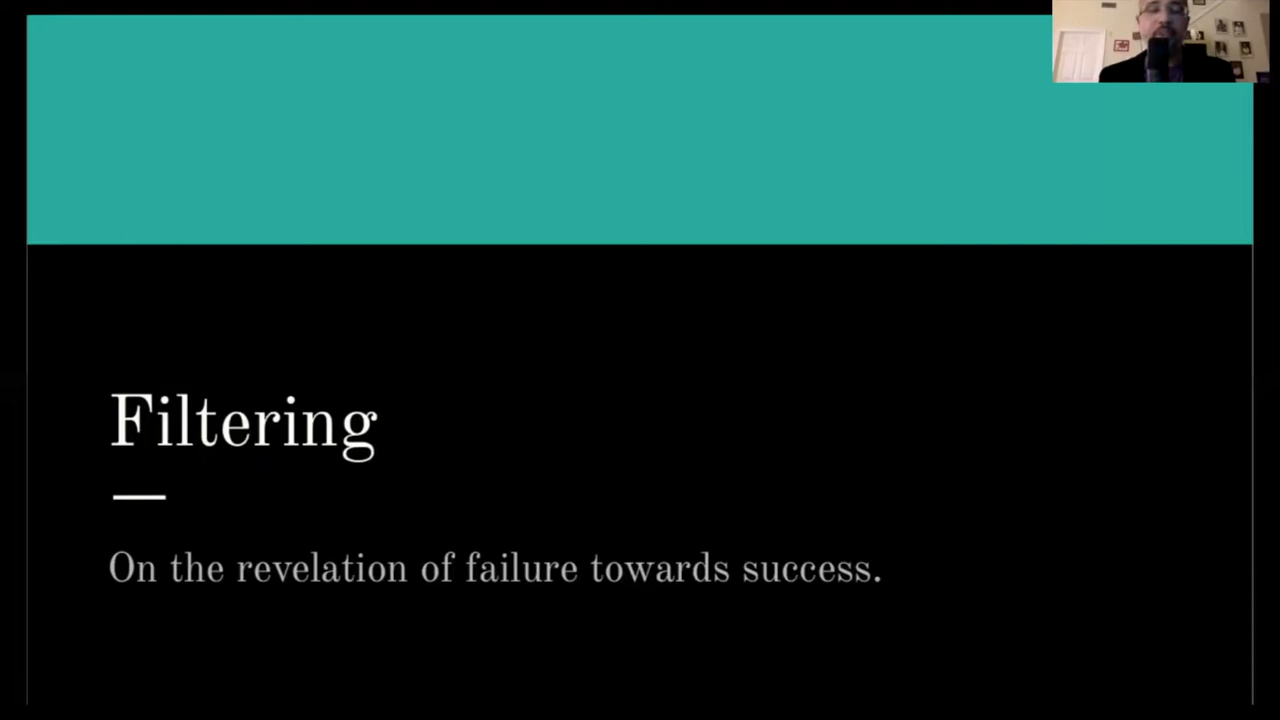 Filtering
On the revelation of failure towards success.